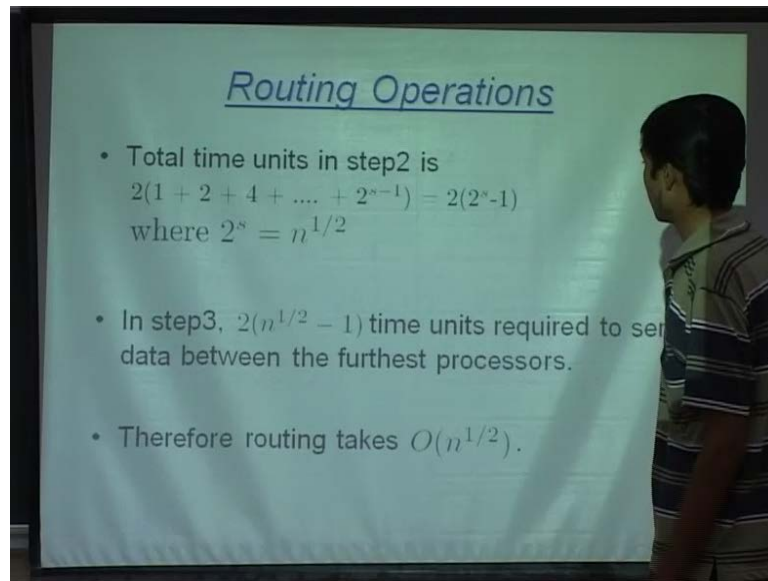 Routing Operations
• Total time units in step2 is
2(1 + 2 + 4 + .... + 2^{s-1}) = 2(2^s-1)
where 2^s = n^{1/2}
• In step3, 2(n^{1/2} - 1) time units required to
data between the furthest processors.
• Therefore routing takes O(n^{1/2}).